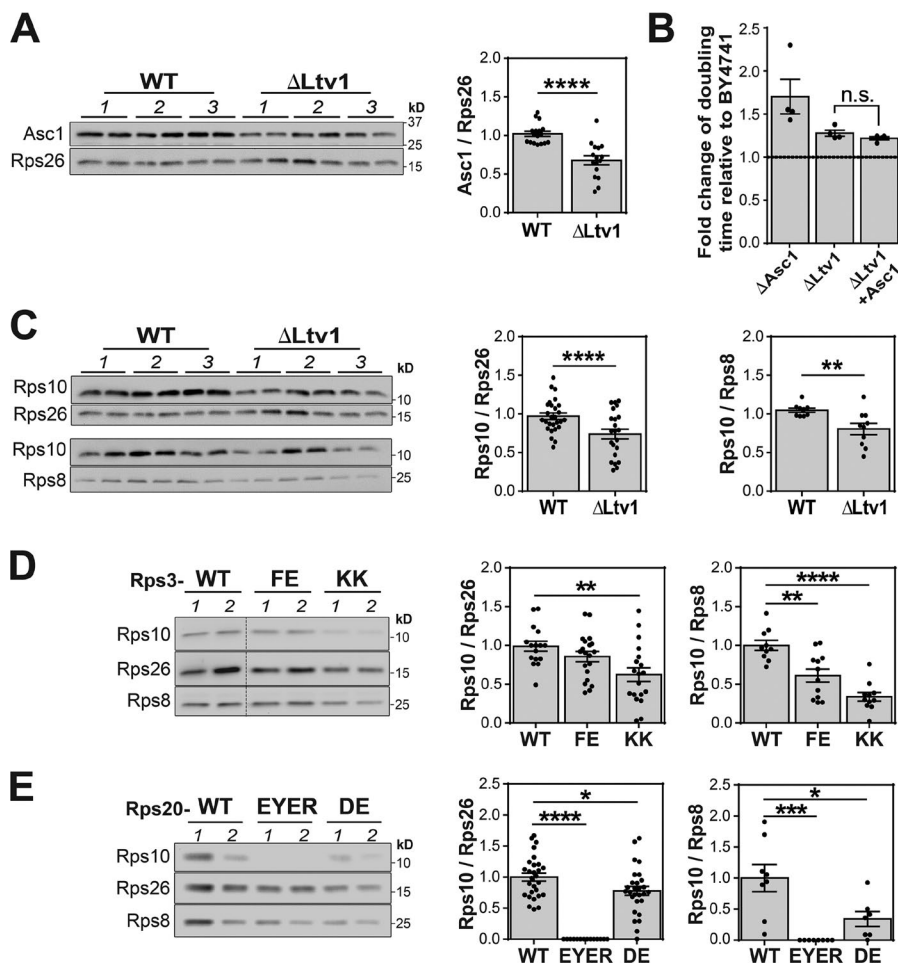 A
WT ΔLtv1
1 2 3 1 2 3 kD
37
Asc1
25
Rps26
15
Asc1 / Rps26
1.5
1.0
0.5
0.0
****
WT ΔLtv1
B
Fold change of doubling
time relative to BY4741
2.5
2.0
1.5
1.0
0.5
0.0
n.s.
ΔAsc1
ΔLtv1
ΔLtv1
+Asc1
C
WT ΔLtv1
1 2 3 1 2 3 kD
Rps10
10
Rps26
15
Rps10
10
Rps8
25
Rps10 / Rps26
2.0
1.5
1.0
0.5
0.0
****
WT ΔLtv1
Rps10 / Rps8
2.0
1.5
1.0
0.5
0.0
**
WT ΔLtv1
D
Rps3- WT FE KK
1 2 1 2 1 2 kD
Rps10
10
Rps26
15
Rps8
25
Rps10 / Rps26
2.0
1.5
1.0
0.5
0.0
**
WT FE KK
Rps10 / Rps8
2.0
1.5
1.0
0.5
0.0
****
**
WT FE KK
E
Rps20- WT EYER DE
1 2 1 2 1 2 kD
Rps10
10
Rps26
15
Rps8
25
Rps10 / Rps26
2.0
1.5
1.0
0.5
0.0
*
****
WT EYER DE
Rps10 / Rps8
2.0
1.5
1.0
0.5
0.0
*
***
WT EYER DE